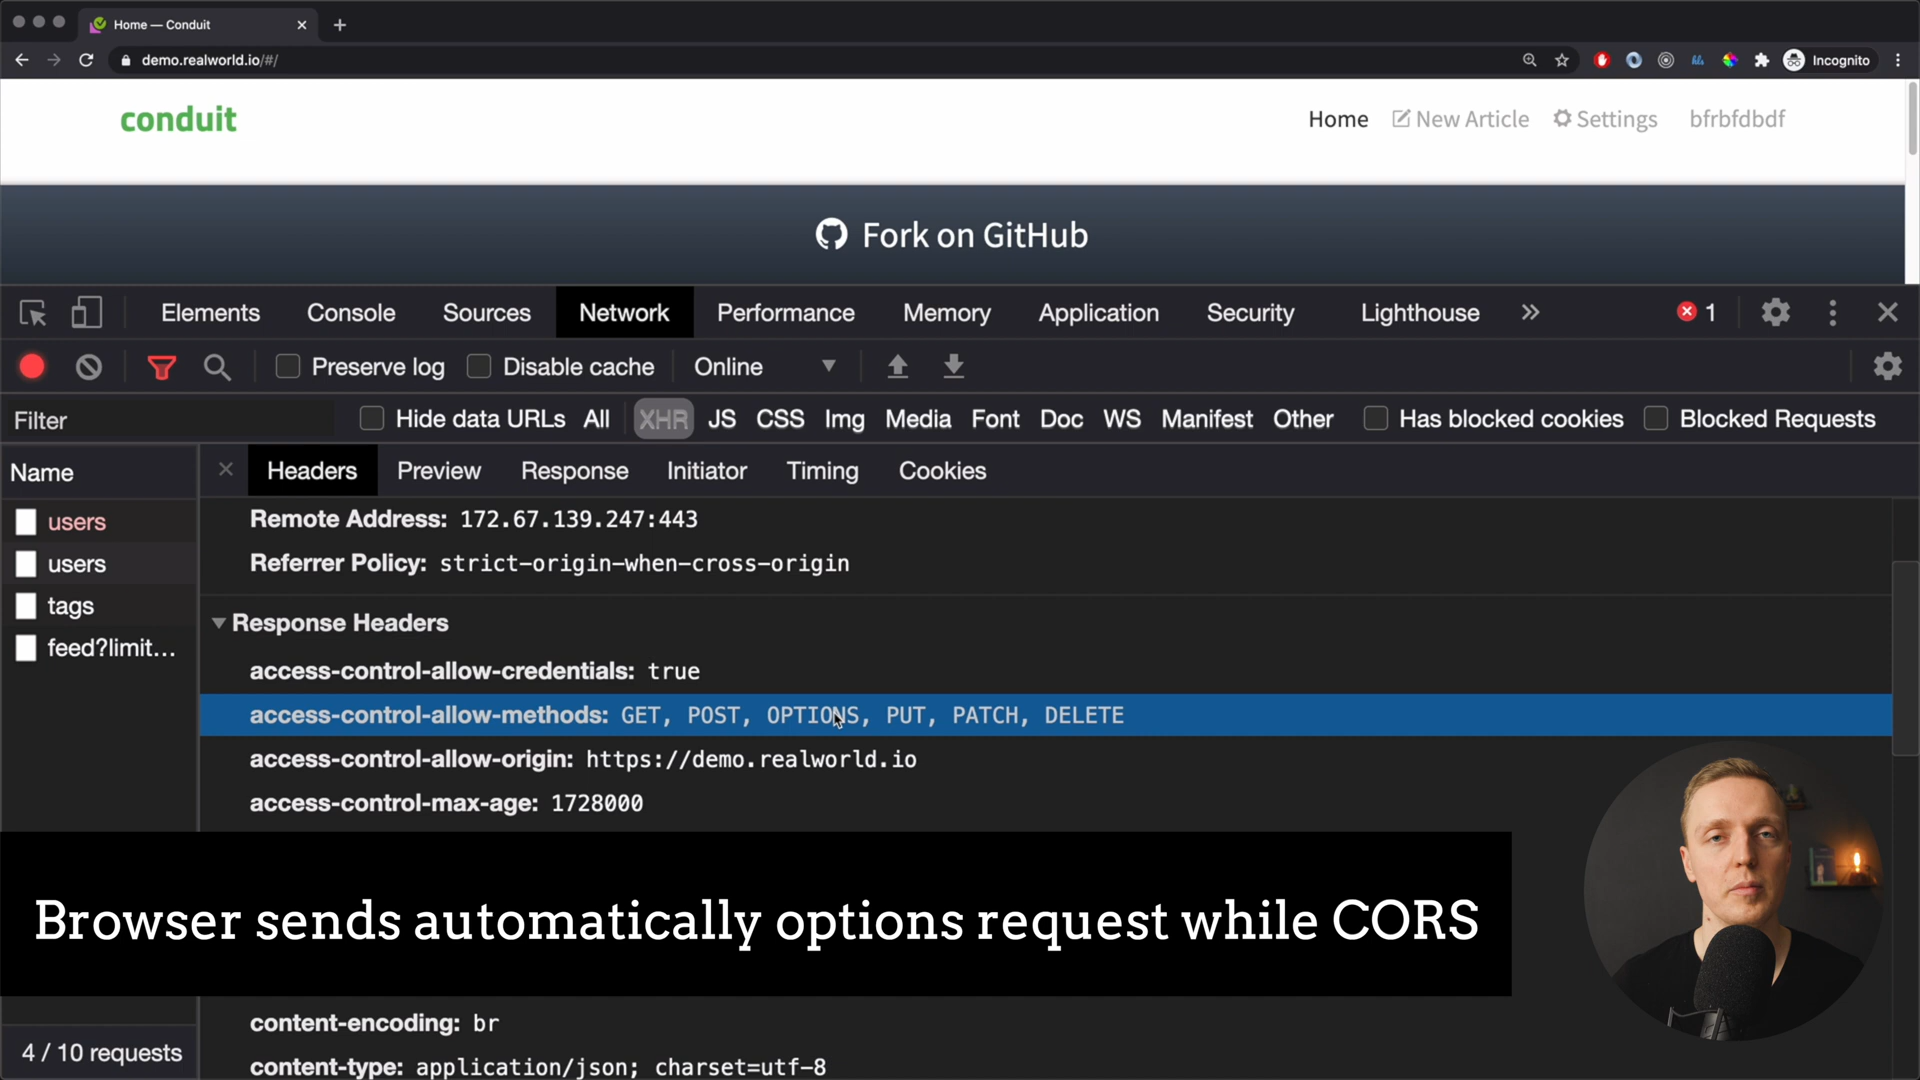 Home — Conduit
demo.realworld.io/#/
Incognito
conduit
Home New Article Settings bfrbfdbdf
Fork on GitHub
Elements Console Sources Network Performance Memory Application Security Lighthouse » 1
Preserve log Disable cache Online
Filter Hide data URLs All XHR JS CSS Img Media Font Doc WS Manifest Other Has blocked cookies Blocked Requests
Name
Headers Preview Response Initiator Timing Cookies
users
users
tags
feed?limit...
Remote Address: 172.67.139.247:443
Referrer Policy: strict-origin-when-cross-origin
Response Headers
access-control-allow-credentials: true
access-control-allow-methods: GET, POST, OPTIONS, PUT, PATCH, DELETE
access-control-allow-origin: https://demo.realworld.io
access-control-max-age: 1728000
Browser sends automatically options request while CORS
content-encoding: br
content-type: application/json; charset=utf-8
4 / 10 requests